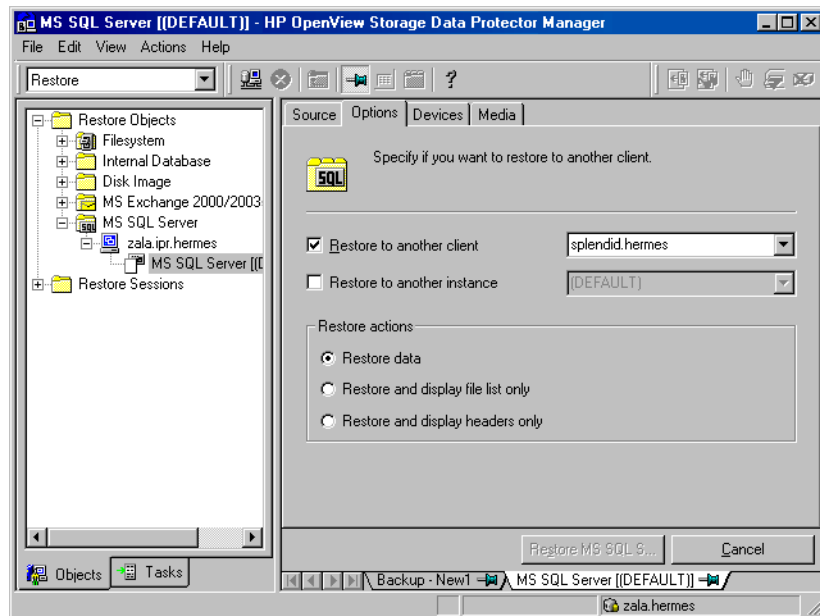 MS SQL Server [(DEFAULT)] - HP OpenView Storage Data Protector Manager
File Edit View Actions Help
Restore
?
Restore Objects
Filesystem
Internal Database
Disk Image
MS Exchange 2000/2003
MS SQL Server
zala.ipr.hermes
MS SQL Server [(D
Restore Sessions
Objects
Tasks
Source Options Devices Media
SQL
Specify if you want to restore to another client.
Restore to another client
splendid.hermes
Restore to another instance
(DEFAULT)
Restore actions
Restore data
Restore and display file list only
Restore and display headers only
Restore MS SQL S...
Cancel
Backup - New1
MS SQL Server [(DEFAULT)]
zala.hermes